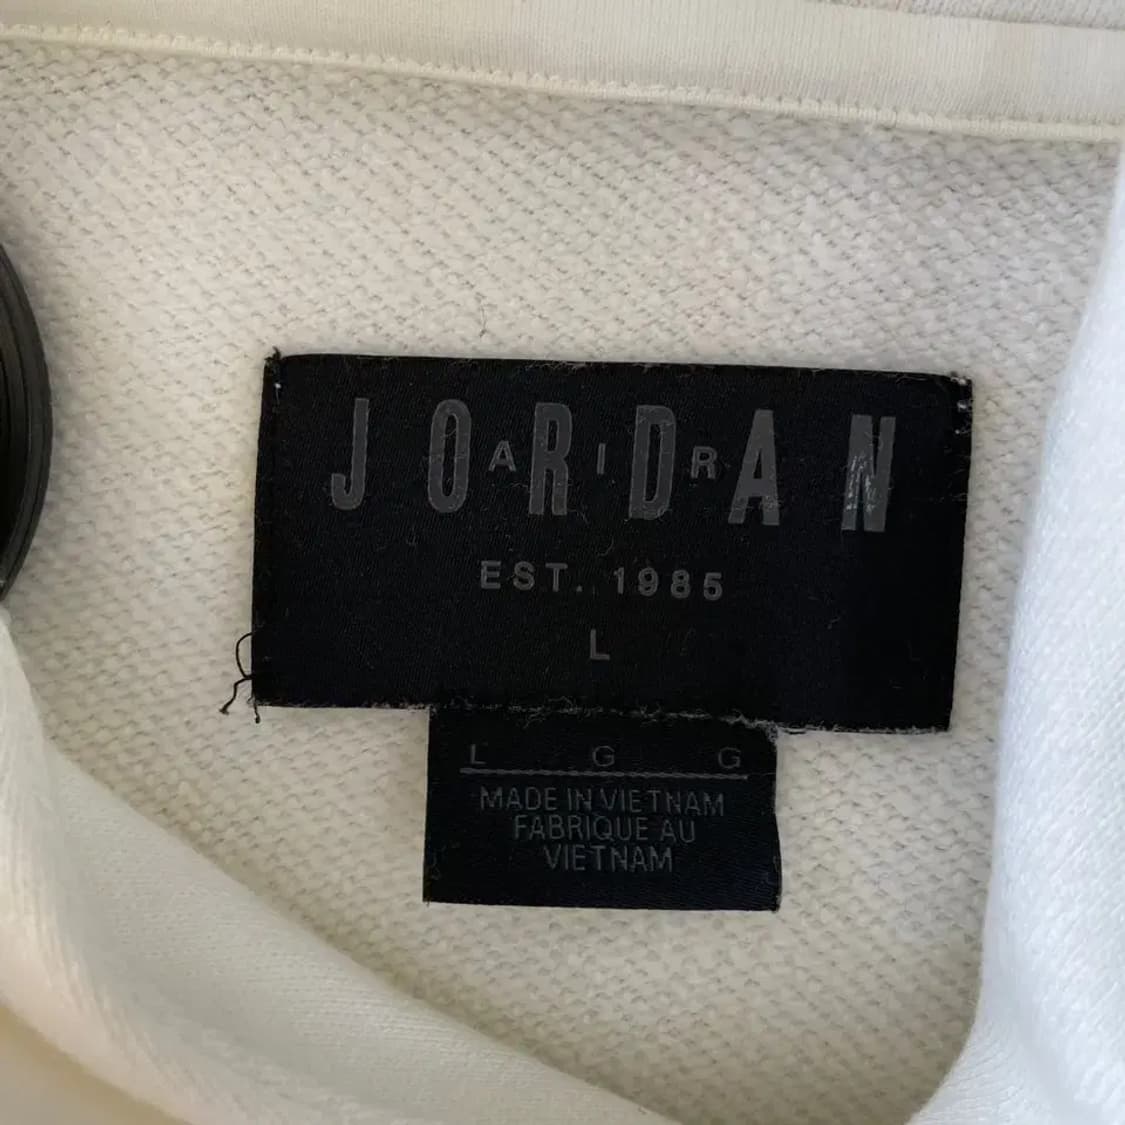 JORDAN
AIR
EST. 1985
L
L G G
MADE IN VIETNAM
FABRIQUE AU
VIETNAM